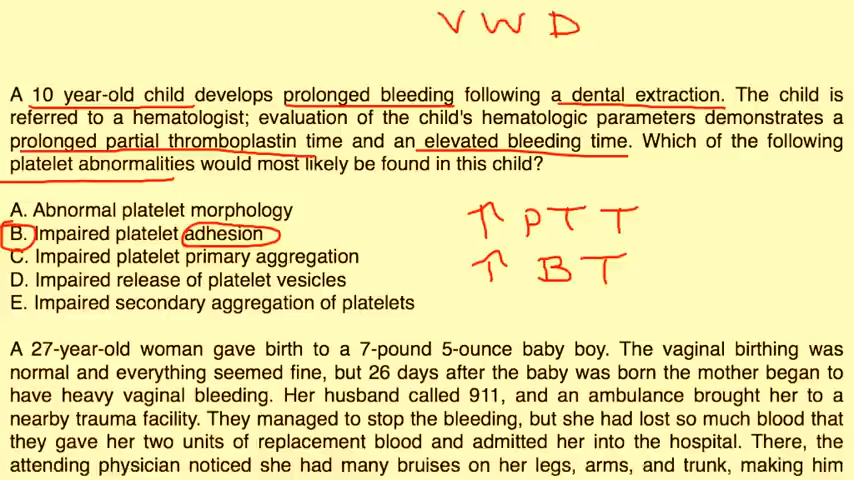 V W D
A 10 year-old child develops prolonged bleeding following a dental extraction. The child is
referred to a hematologist; evaluation of the child's hematologic parameters demonstrates a
prolonged partial thromboplastin time and an elevated bleeding time. Which of the following
platelet abnormalities would most likely be found in this child?
A. Abnormal platelet morphology
B. Impaired platelet adhesion
C. Impaired platelet primary aggregation
D. Impaired release of platelet vesicles
E. Impaired secondary aggregation of platelets
↑ P T T
↑ B T
A 27-year-old woman gave birth to a 7-pound 5-ounce baby boy. The vaginal birthing was
normal and everything seemed fine, but 26 days after the baby was born the mother began to
have heavy vaginal bleeding. Her husband called 911, and an ambulance brought her to a
nearby trauma facility. They managed to stop the bleeding, but she had lost so much blood that
they gave her two units of replacement blood and admitted her into the hospital. There, the
attending physician noticed she had many bruises on her legs, arms, and trunk, making him